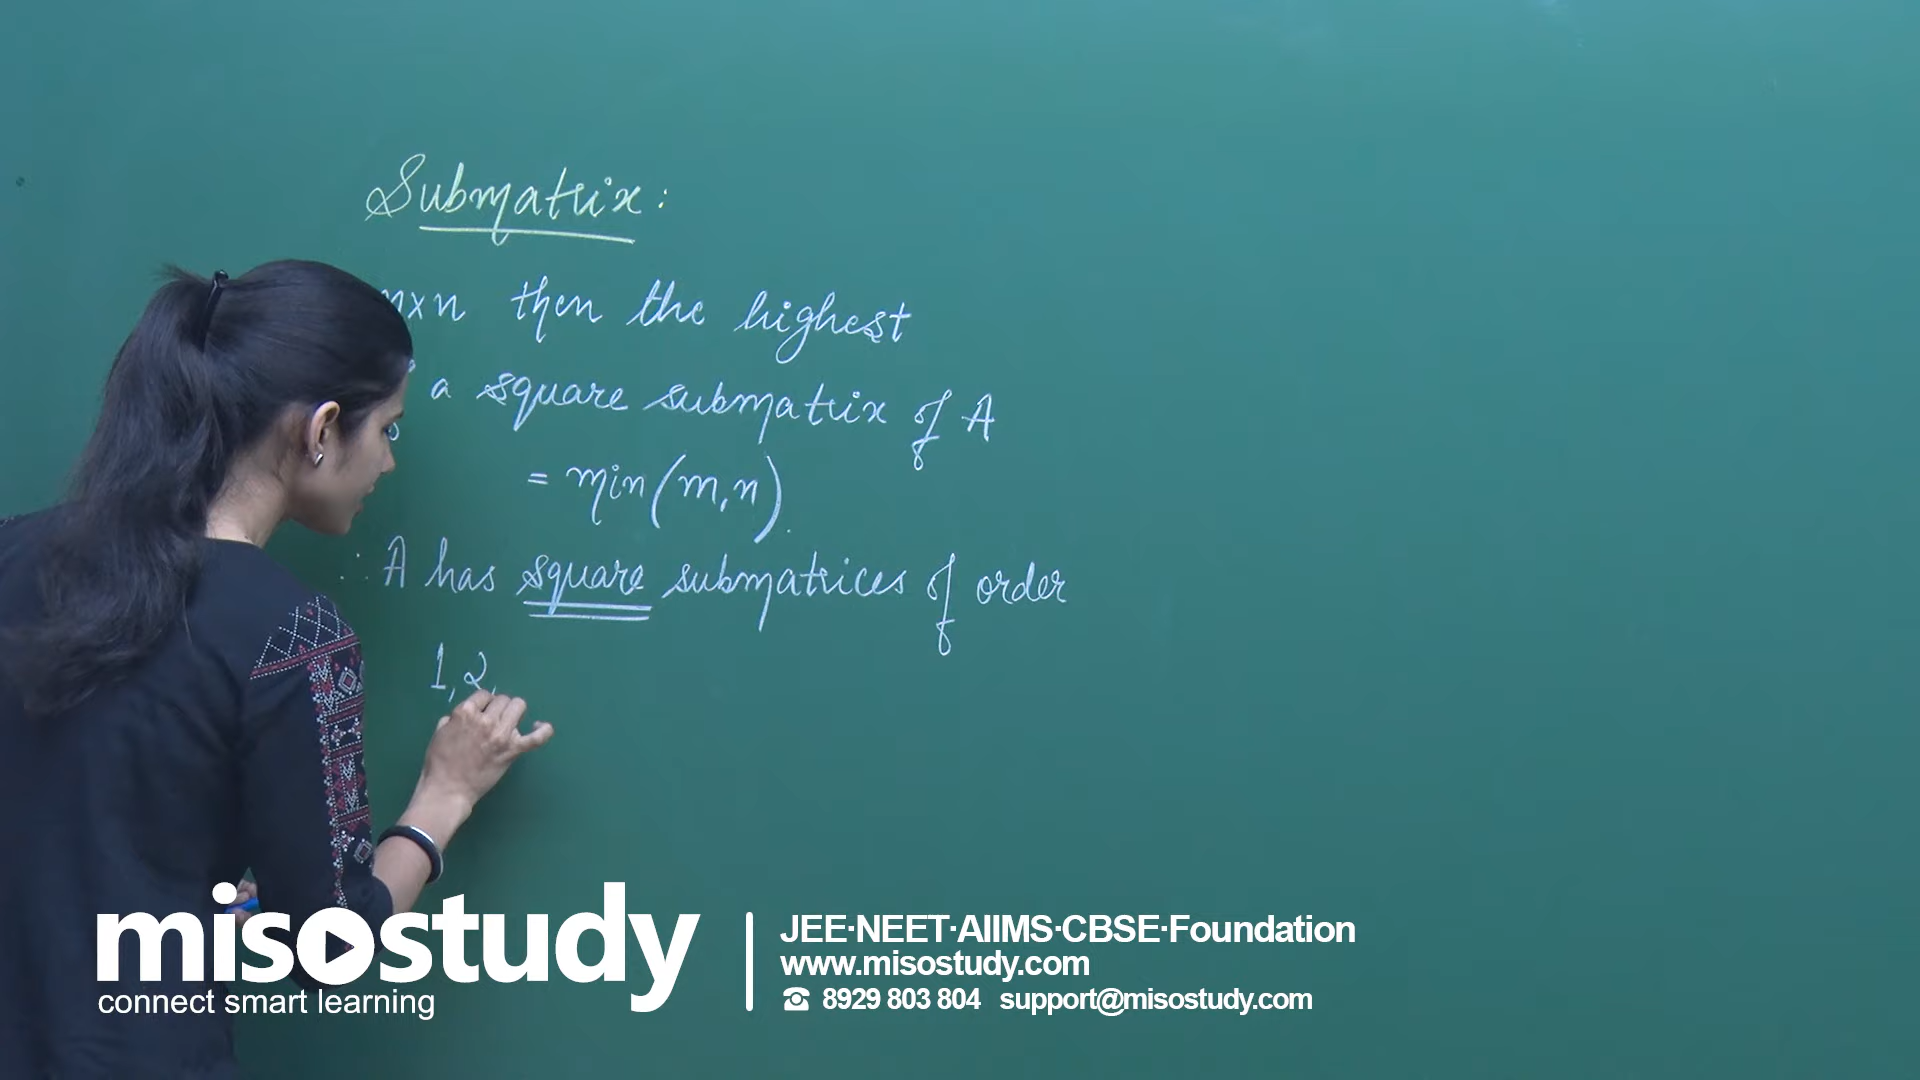 Submatrix:
n×n then the highest
a square submatrix of A
= min(m,n).
∴ A has square submatrices of order
1, 2,
misostudy
connect smart learning
JEE·NEET·AIIMS·CBSE·Foundation
www.misostudy.com
☎ 8929 803 804 support@misostudy.com